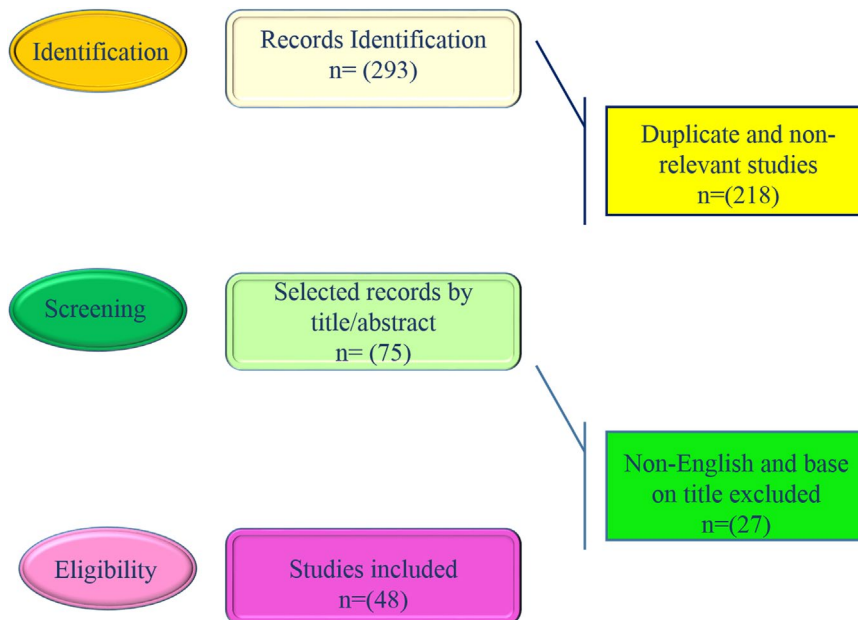 Identification
Records Identification
n= (293)
Duplicate and non-
relevant studies
n=(218)
Screening
Selected records by
title/abstract
n= (75)
Non-English and base
on title excluded
n=(27)
Eligibility
Studies included
n=(48)